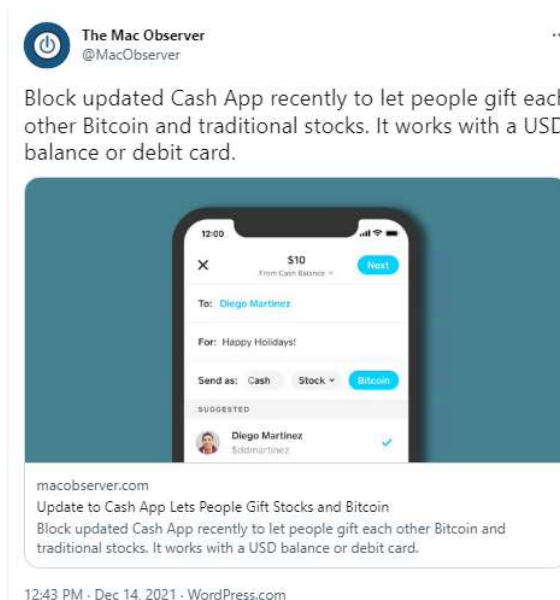 The Mac Observer
@MacObserver
Block updated Cash App recently to let people gift each
other Bitcoin and traditional stocks. It works with a USD
balance or debit card.
12:00
$10
Next
From Cash Balance
To: Diego Martinez
For: Happy Holidays!
Send as: Cash Stock Bitcoin
SUGGESTED
Diego Martinez
$ddmartinez
macobserver.com
Update to Cash App Lets People Gift Stocks and Bitcoin
Block updated Cash App recently to let people gift each other Bitcoin and
traditional stocks. It works with a USD balance or debit card.
12:43 PM · Dec 14, 2021 · WordPress.com